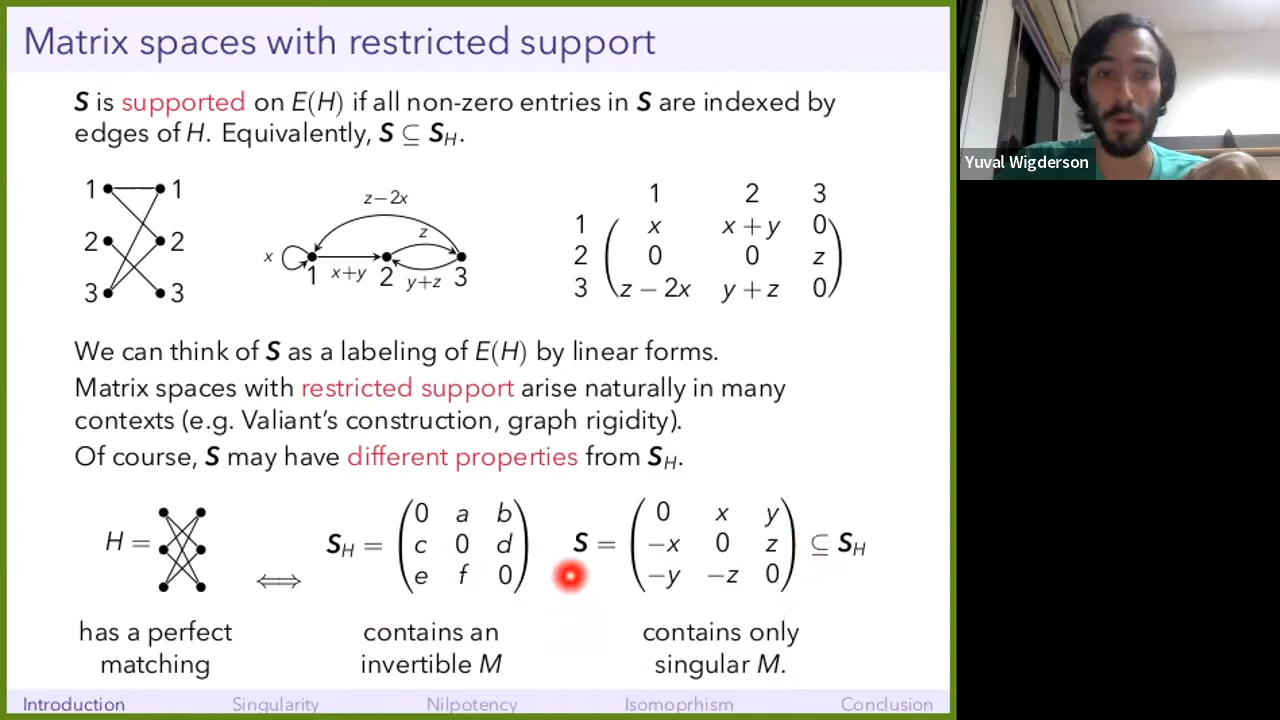 Matrix spaces with restricted support
S is supported on E(H) if all non-zero entries in S are indexed by
edges of H. Equivalently, S ⊆ S_H.
1 1
2 2
3 3
z−2x
z
x
1 x+y 2 y+z 3
1 2 3
1 x x + y 0
2 0 0 z
3 z − 2x y + z 0
We can think of S as a labeling of E(H) by linear forms.
Matrix spaces with restricted support arise naturally in many
contexts (e.g. Valiant's construction, graph rigidity).
Of course, S may have different properties from S_H.
H =
⟺
S_H = ( 0 a b
c 0 d
e f 0 )
S = ( 0 x y
−x 0 z
−y −z 0 ) ⊆ S_H
has a perfect
matching
contains an
invertible M
contains only
singular M.
Introduction Singularity Nilpotency Isomoprhism Conclusion
Yuval Wigderson